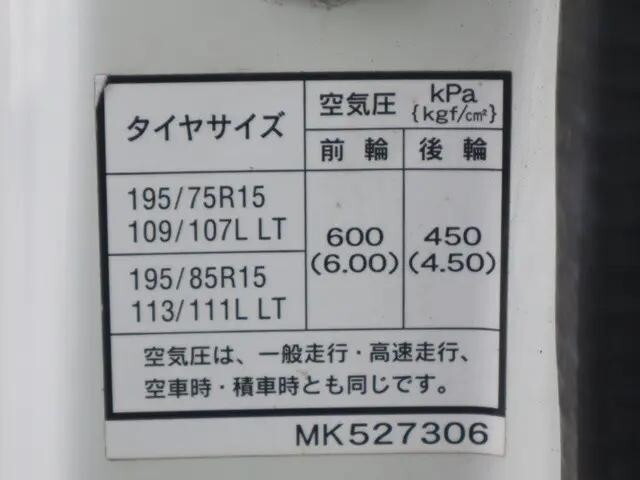 タイヤサイズ
空気圧 kPa
{kgf/cm²}
前輪 後輪
195/75R15
109/107L LT
195/85R15
113/111L LT
600 450
(6.00) (4.50)
空気圧は、一般走行・高速走行、
空車時・積車時とも同じです。
MK527306